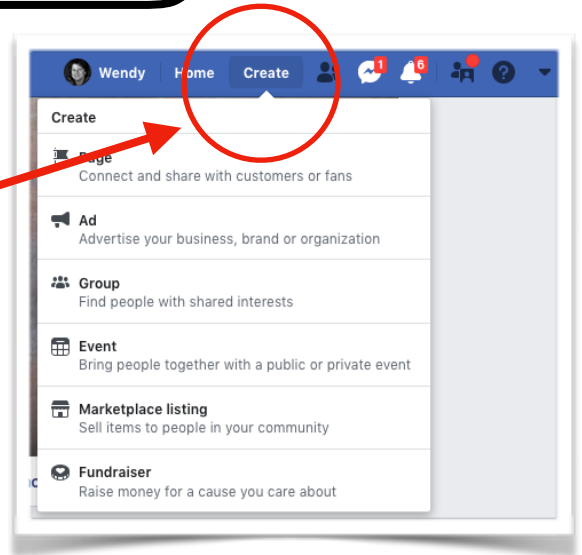 Wendy Home Create 1 6
Create
Page
Connect and share with customers or fans
Ad
Advertise your business, brand or organization
Group
Find people with shared interests
Event
Bring people together with a public or private event
Marketplace listing
Sell items to people in your community
Fundraiser
Raise money for a cause you care about